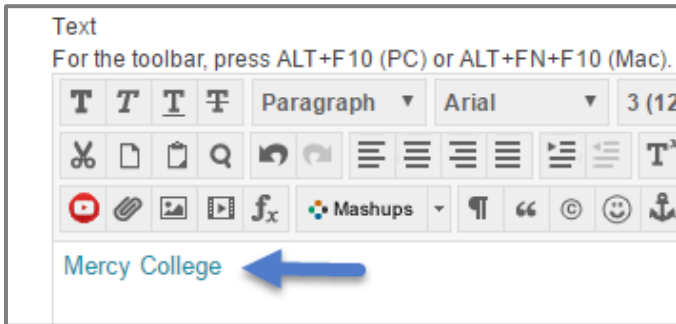 Text
For the toolbar, press ALT+F10 (PC) or ALT+FN+F10 (Mac).
T T T T Paragraph Arial 3 (12
T x
fx Mashups ¶ “ ©
Mercy College